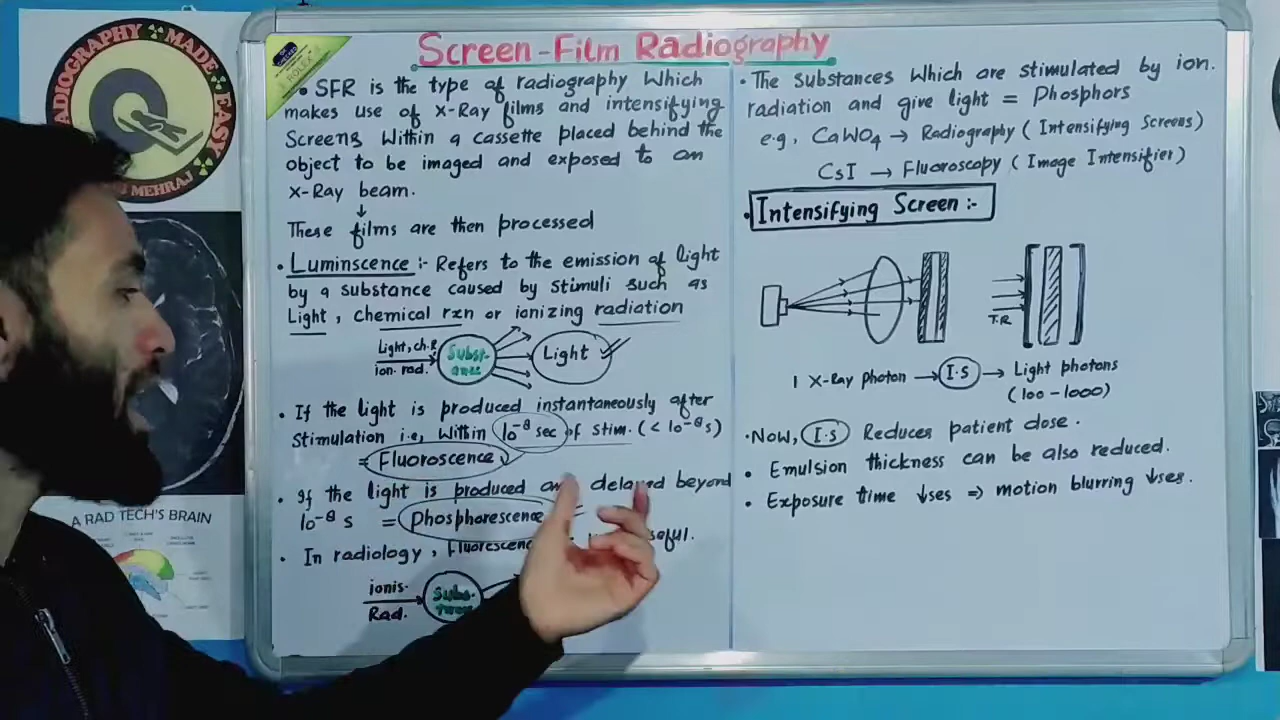 RADIOGRAPHY MADE EASY
MEHRAJ
A RAD TECH'S BRAIN
ROLEX
Screen-Film Radiography
• SFR is the type of radiography which
makes use of X-Ray films and intensifying
Screens within a cassette placed behind the
object to be imaged and exposed to an
X-Ray beam.
↓
These films are then processed
• Luminscence :- Refers to the emission of light
by a substance caused by stimuli such as
Light, chemical rxn or ionizing radiation
Light, ch.R
ion. rad.
Subst-
ance
Light
• If the light is produced instantaneously after
Stimulation i.e, within 10⁻⁸ sec of stim. (< 10⁻⁸ s)
= Fluoroscence
• If the light is produced and delayed beyond
10⁻⁸ s = Phosphorescence
• In radiology, Fluorescence
ionis.
Rad.
Subs-
tance
• The substances which are stimulated by ion.
radiation and give light = Phosphors
e.g, CaWO4 → Radiography (Intensifying Screens)
CsI → Fluoroscopy (Image Intensifier)
• Intensifying Screen :-
T.R
1 X-Ray photon → I.S → Light photons
(100-1000)
• Now, I.S Reduces patient dose.
• Emulsion thickness can be also reduced.
• Exposure time ↓ses => motion blurring ↓ses.